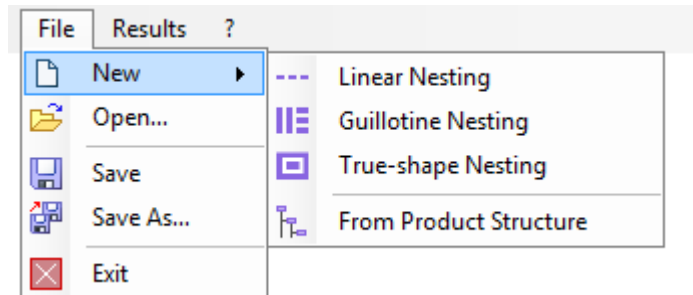 File Results ?
New
Open...
Save
Save As...
Exit
Linear Nesting
Guillotine Nesting
True-shape Nesting
From Product Structure